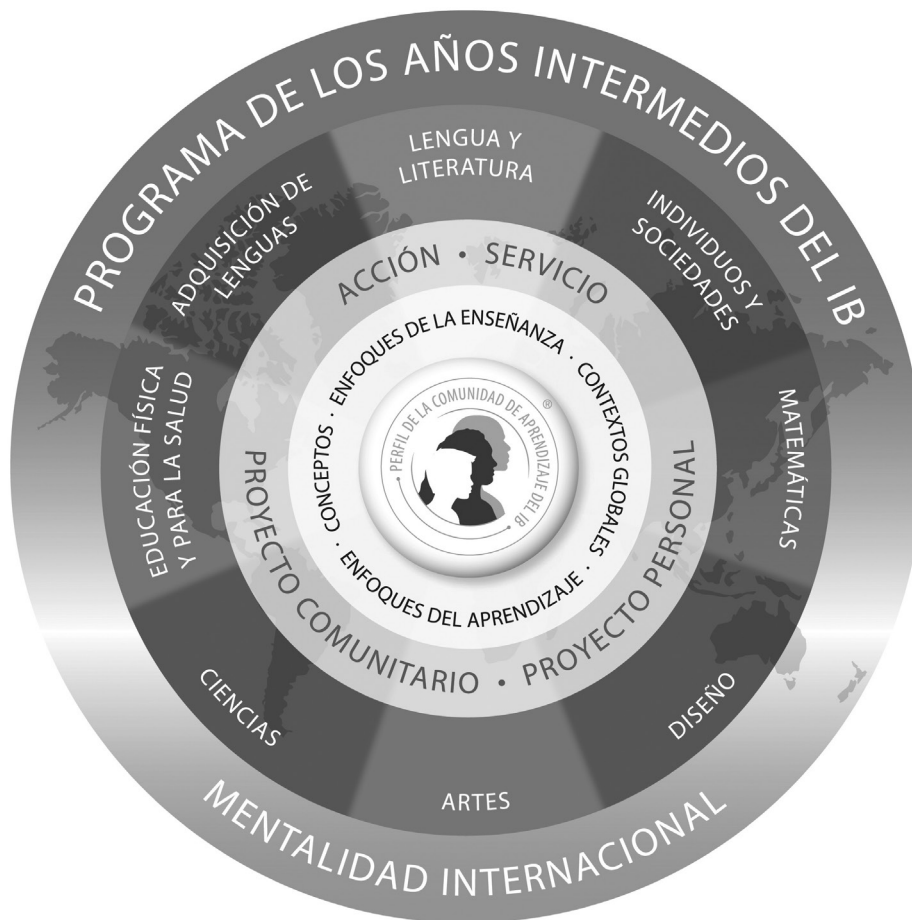 PROGRAMA DE LOS AÑOS INTERMEDIOS DEL IB
LENGUA Y
LITERATURA
INDIVIDUOS Y
SOCIEDADES
MATEMÁTICAS
DISEÑO
ARTES
CIENCIAS
EDUCACIÓN FÍSICA
Y PARA LA SALUD
ADQUISICIÓN DE
LENGUAS
ACCIÓN · SERVICIO
PROYECTO COMUNITARIO · PROYECTO PERSONAL
CONCEPTOS · ENFOQUES DE LA ENSEÑANZA · CONTEXTOS GLOBALES ·
ENFOQUES DEL APRENDIZAJE ·
· PERFIL DE LA COMUNIDAD DE APRENDIZAJE DEL IB ·
®
MENTALIDAD INTERNACIONAL